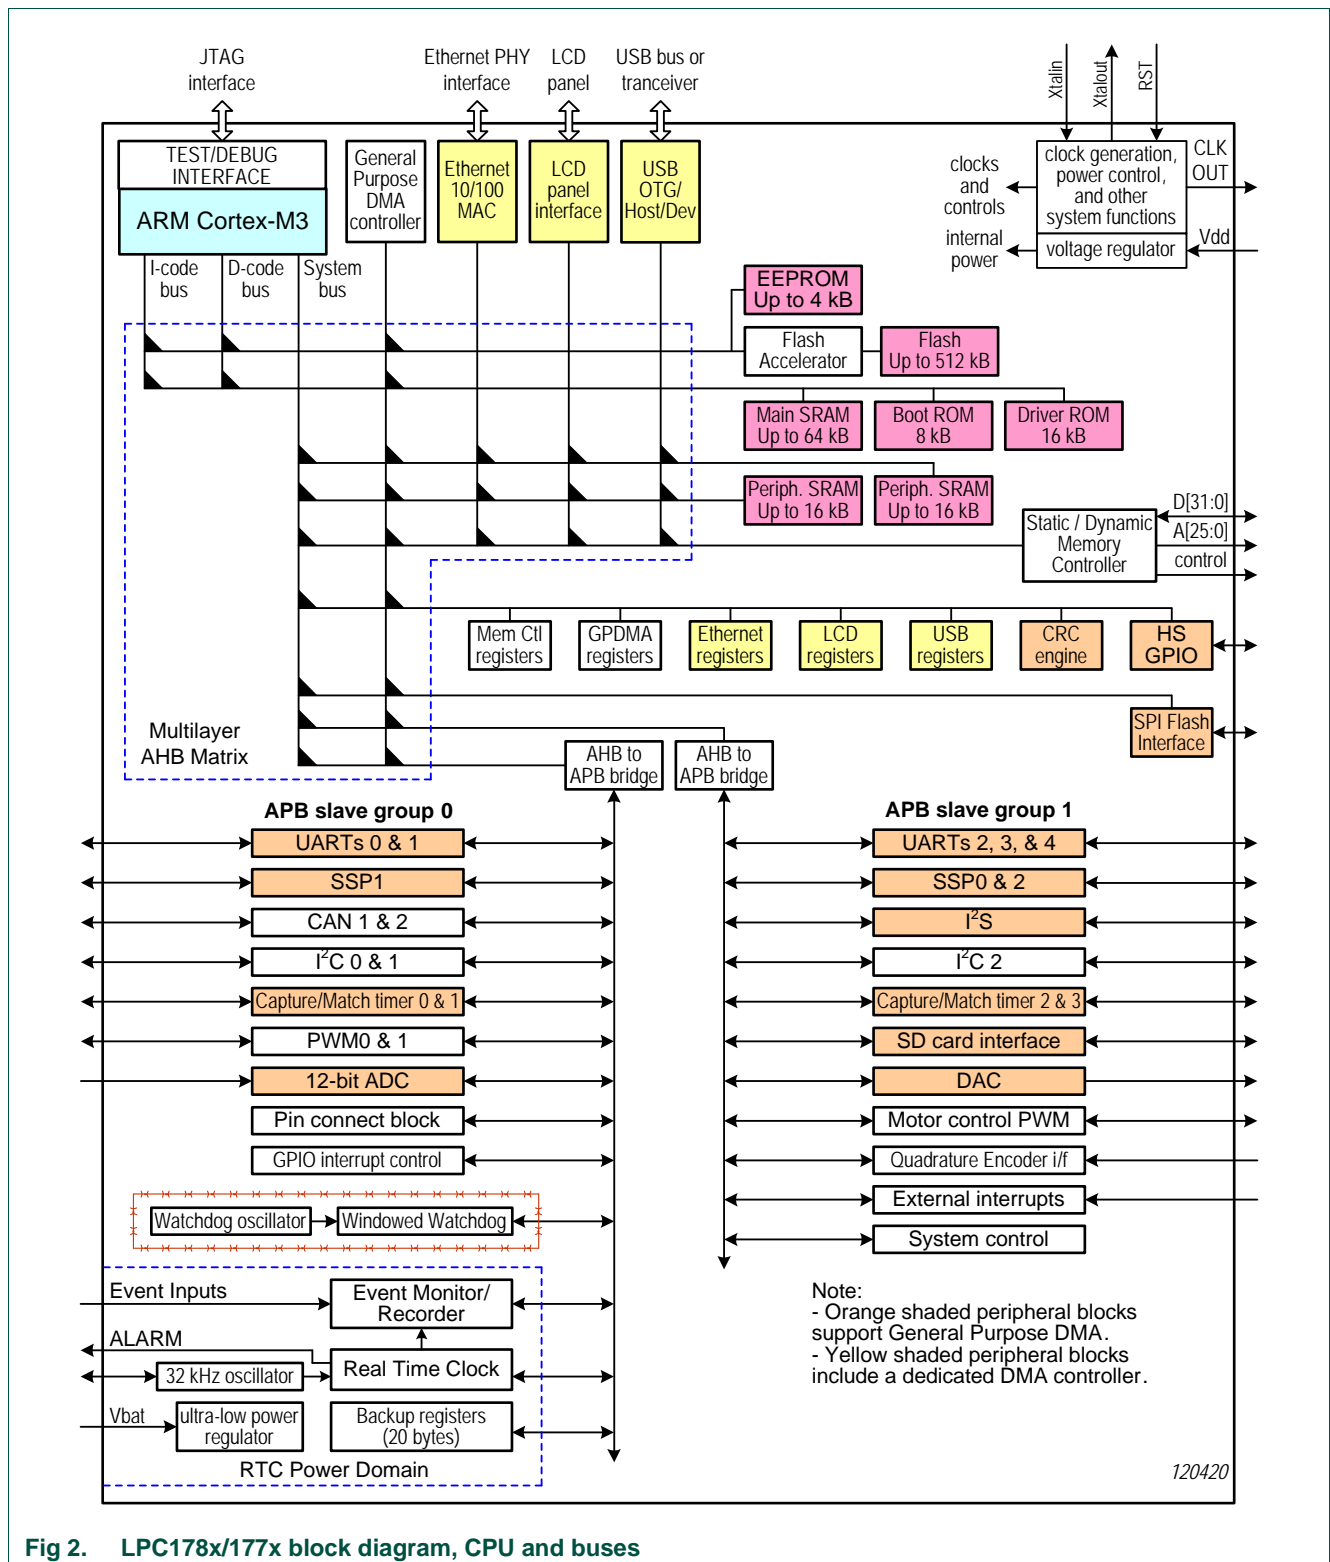 JTAG
interface
Ethernet PHY
interface
LCD
panel
USB bus or
tranceiver
Xtalin
Xtalout
RST
TEST/DEBUG
INTERFACE
ARM Cortex-M3
General
Purpose
DMA
controller
Ethernet
10/100
MAC
LCD
panel
interface
USB
OTG/
Host/Dev
clocks
and
controls
clock generation,
power control,
and other
system functions
CLK
OUT
internal
power
voltage regulator
Vdd
I-code
bus
D-code
bus
System
bus
EEPROM
Up to 4 kB
Flash
Accelerator
Flash
Up to 512 kB
Main SRAM
Up to 64 kB
Boot ROM
8 kB
Driver ROM
16 kB
Periph. SRAM
Up to 16 kB
Periph. SRAM
Up to 16 kB
Static / Dynamic
Memory
Controller
D[31:0]
A[25:0]
control
Mem Ctl
registers
GPDMA
registers
Ethernet
registers
LCD
registers
USB
registers
CRC
engine
HS
GPIO
SPI Flash
Interface
Multilayer
AHB Matrix
AHB to
APB bridge
AHB to
APB bridge
APB slave group 0
UARTs 0 & 1
SSP1
CAN 1 & 2
I²C 0 & 1
Capture/Match timer 0 & 1
PWM0 & 1
12-bit ADC
Pin connect block
GPIO interrupt control
Watchdog oscillator
Windowed Watchdog
APB slave group 1
UARTs 2, 3, & 4
SSP0 & 2
I²S
I²C 2
Capture/Match timer 2 & 3
SD card interface
DAC
Motor control PWM
Quadrature Encoder i/f
External interrupts
System control
Event Inputs
Event Monitor/
Recorder
ALARM
Real Time Clock
32 kHz oscillator
Vbat
ultra-low power
regulator
Backup registers
(20 bytes)
RTC Power Domain
Note:
- Orange shaded peripheral blocks
support General Purpose DMA.
- Yellow shaded peripheral blocks
include a dedicated DMA controller.
120420
Fig 2. LPC178x/177x block diagram, CPU and buses